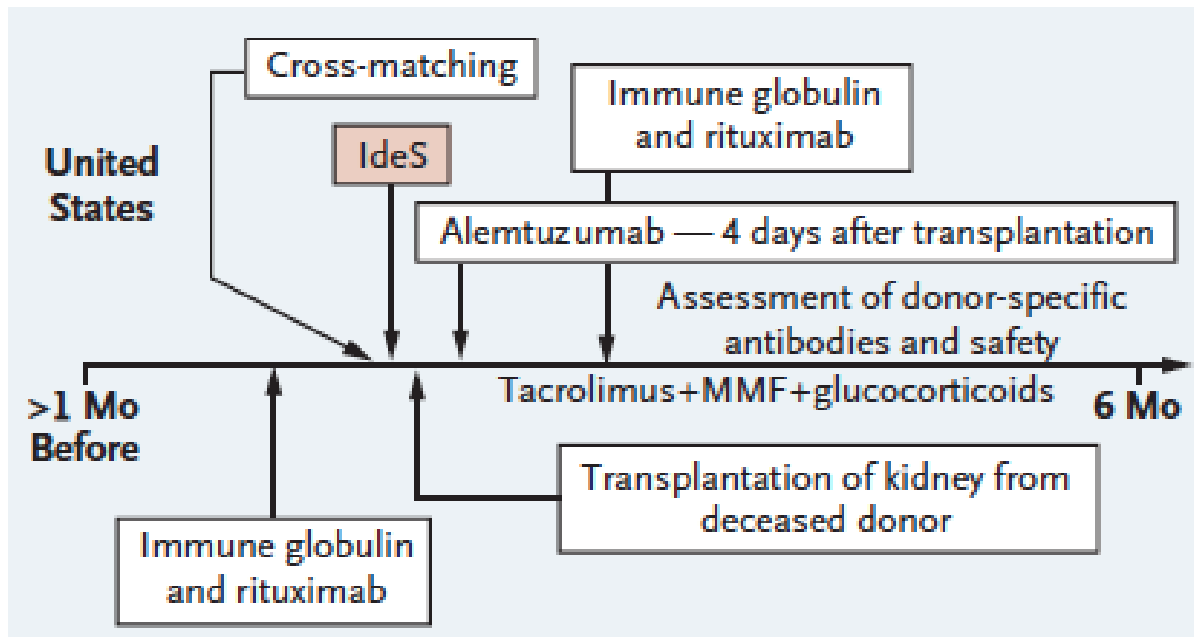 Cross-matching
Immune globulin
and rituximab
IdeS
United
States
Alemtuzumab — 4 days after transplantation
Assessment of donor-specific
antibodies and safety
>1 Mo
Before
Tacrolimus+MMF+glucocorticoids
6 Mo
Transplantation of kidney from
deceased donor
Immune globulin
and rituximab